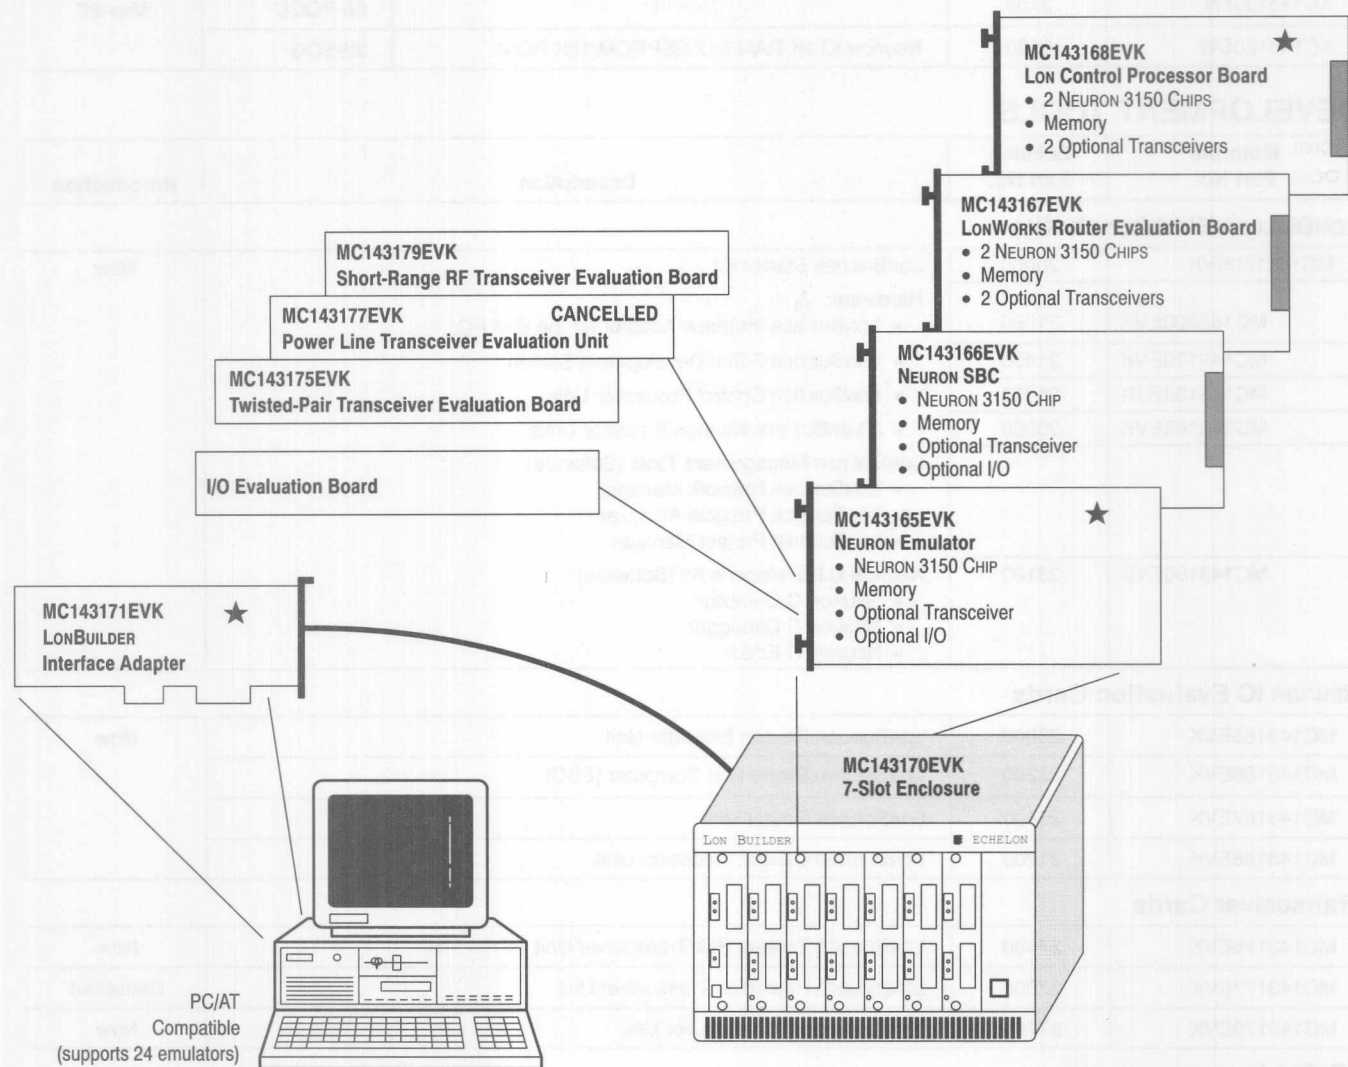 MC143168EVK
LON Control Processor Board
• 2 NEURON 3150 CHIPS
• Memory
• 2 Optional Transceivers
MC143167EVK
LONWORKS Router Evaluation Board
• 2 NEURON 3150 CHIPS
• Memory
• 2 Optional Transceivers
MC143179EVK
Short-Range RF Transceiver Evaluation Board
MC143177EVK CANCELLED
Power Line Transceiver Evaluation Unit
MC143175EVK
Twisted-Pair Transceiver Evaluation Board
I/O Evaluation Board
MC143166EVK
NEURON SBC
• NEURON 3150 CHIP
• Memory
• Optional Transceiver
• Optional I/O
MC143165EVK
NEURON Emulator
• NEURON 3150 CHIP
• Memory
• Optional Transceiver
• Optional I/O
MC143171EVK
LONBUILDER
Interface Adapter
MC143170EVK
7-Slot Enclosure
LON BUILDER
ECHELON
PC/AT
Compatible
(supports 24 emulators)